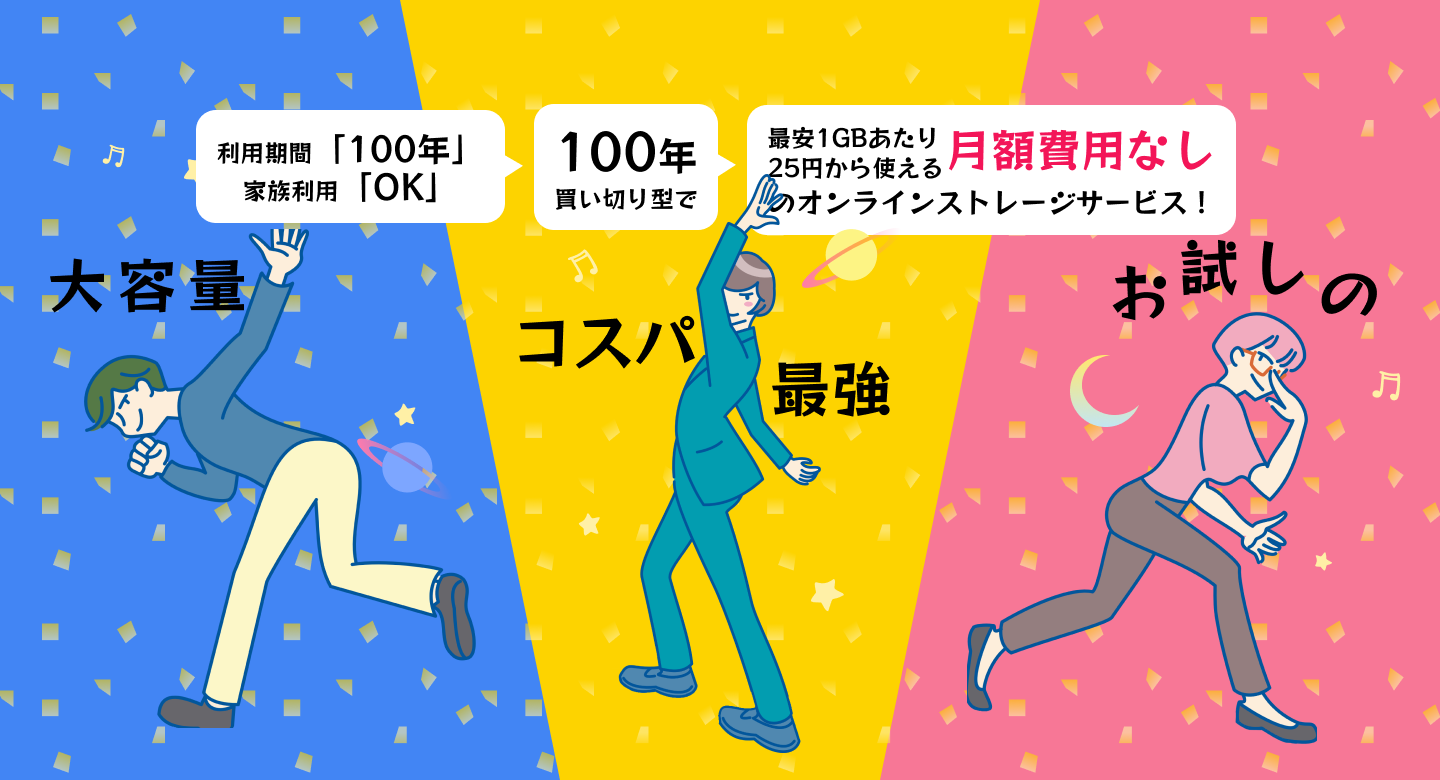 利用期間「100年」
家族利用「OK」
100年
買い切り型で
最安1GBあたり
25円から使える
月額費用なし
のオンラインストレージサービス！
大容量
コスパ
最強
お試しの